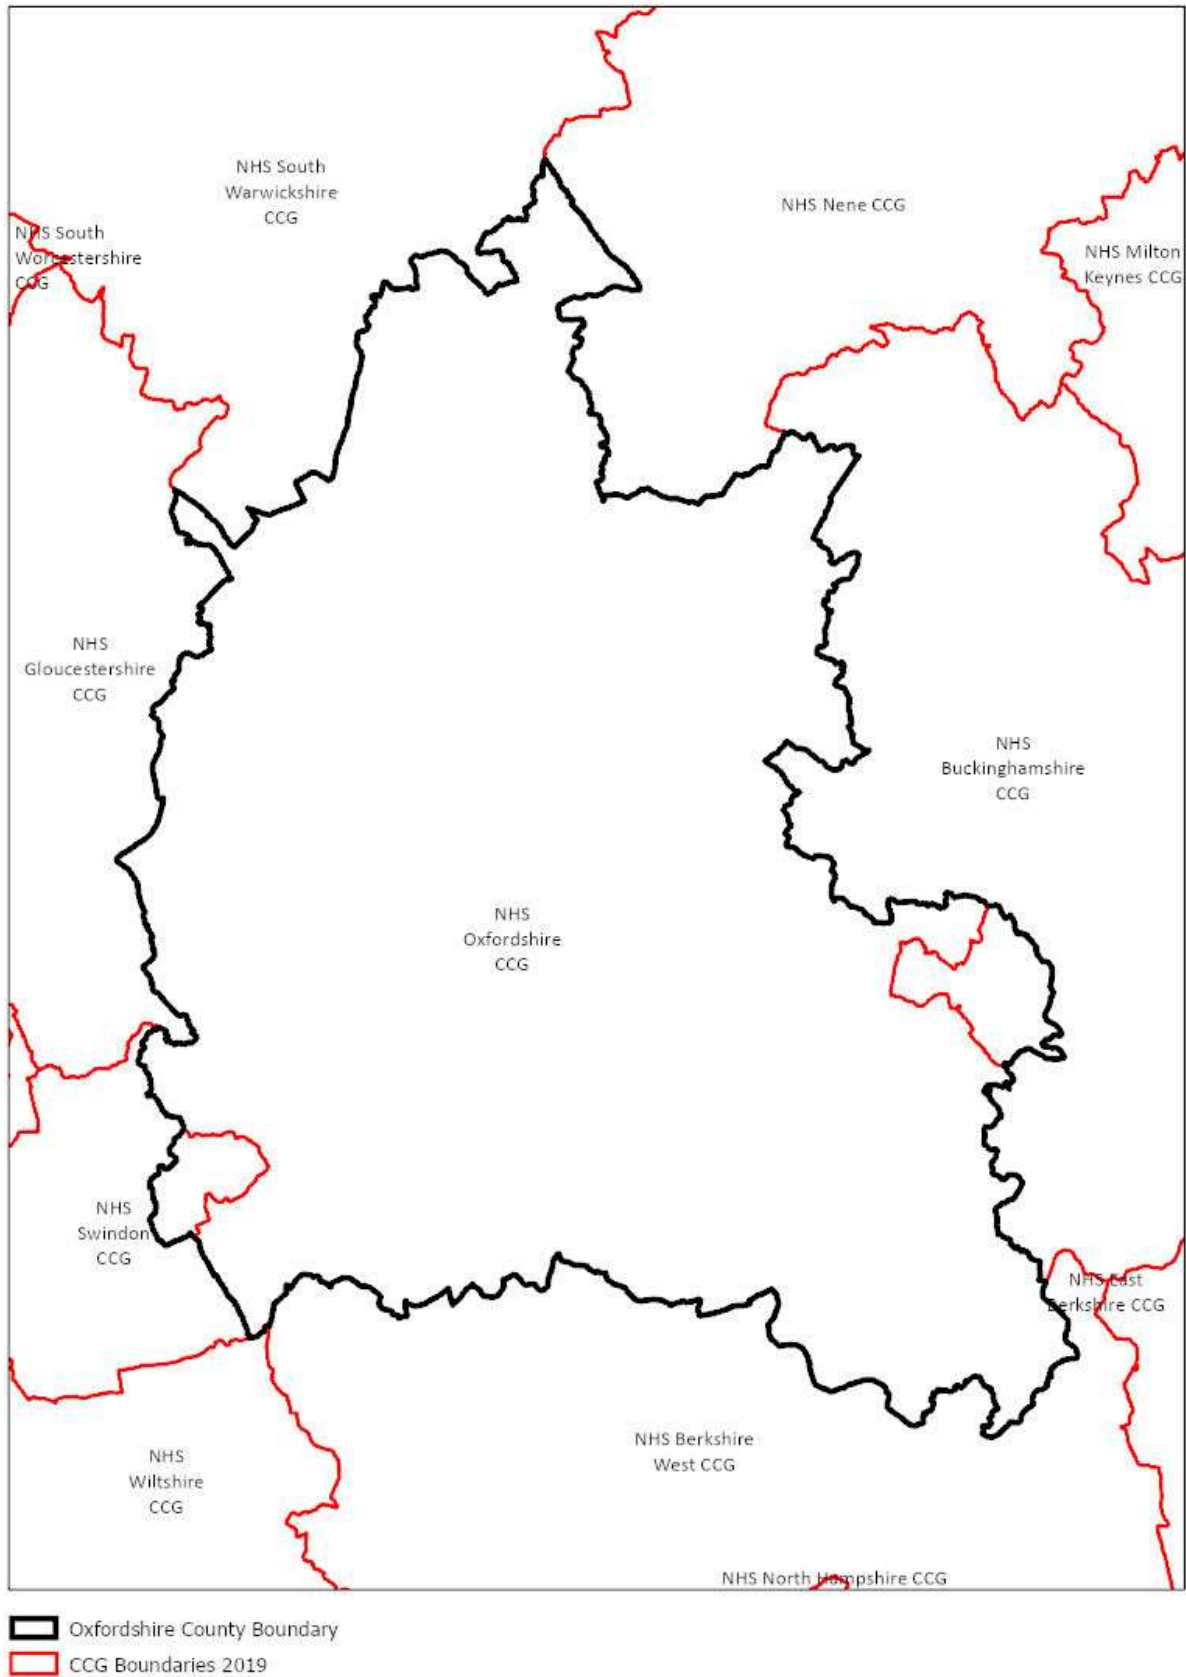 NHS South
Warwickshire
CCG
NHS Nene CCG
NHS South
Worcestershire
CCG
NHS Milton
Keynes CCG
NHS
Gloucestershire
CCG
NHS
Buckinghamshire
CCG
NHS
Oxfordshire
CCG
NHS
Swindon
CCG
NHS East
Berkshire CCG
NHS Berkshire
West CCG
NHS
Wiltshire
CCG
NHS North Hampshire CCG
Oxfordshire County Boundary
CCG Boundaries 2019